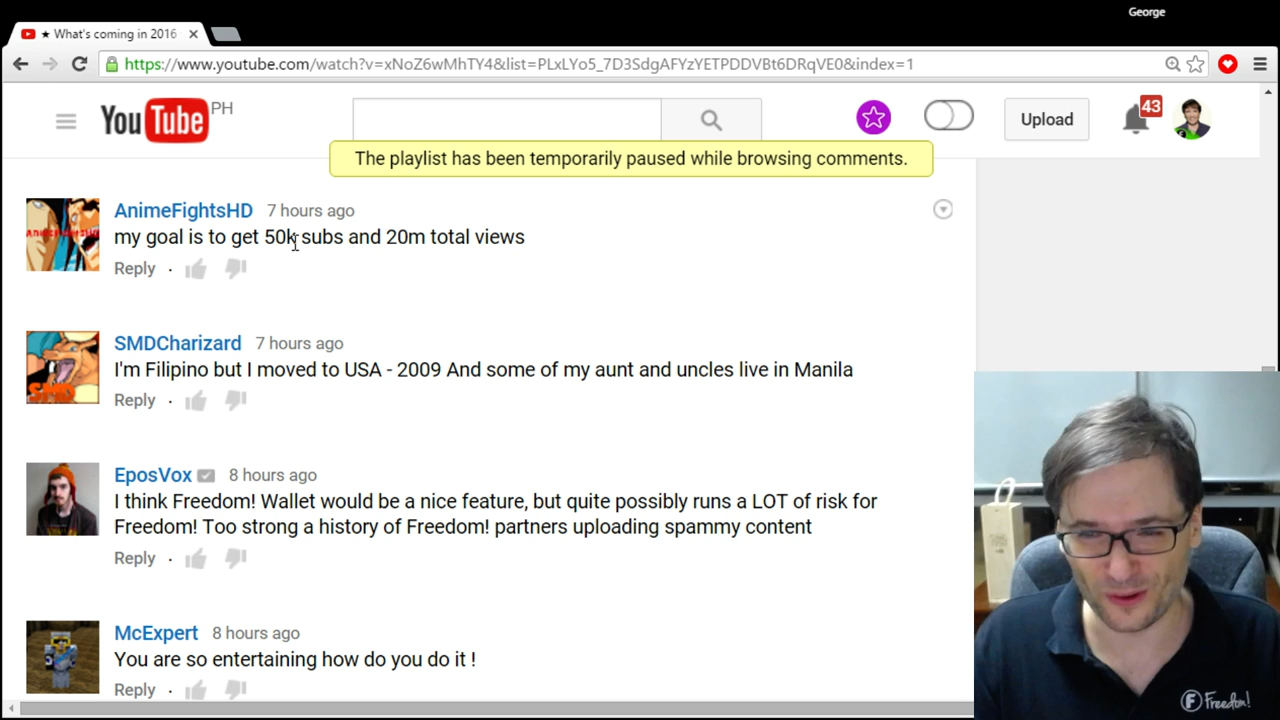 George
★ What's coming in 2016
https://www.youtube.com/watch?v=xNoZ6wMhTY4&list=PLxLYo5_7D3SdgAFYzYETPDDVBt6DRqVE0&index=1
YouTube PH
Upload
43
The playlist has been temporarily paused while browsing comments.
AnimeFightsHD 7 hours ago
my goal is to get 50k subs and 20m total views
Reply ·
SMDCharizard 7 hours ago
I'm Filipino but I moved to USA - 2009 And some of my aunt and uncles live in Manila
Reply ·
SMD
EposVox 8 hours ago
I think Freedom! Wallet would be a nice feature, but quite possibly runs a LOT of risk for
Freedom! Too strong a history of Freedom! partners uploading spammy content
Reply ·
McExpert 8 hours ago
You are so entertaining how do you do it !
Reply ·
F Freedom!